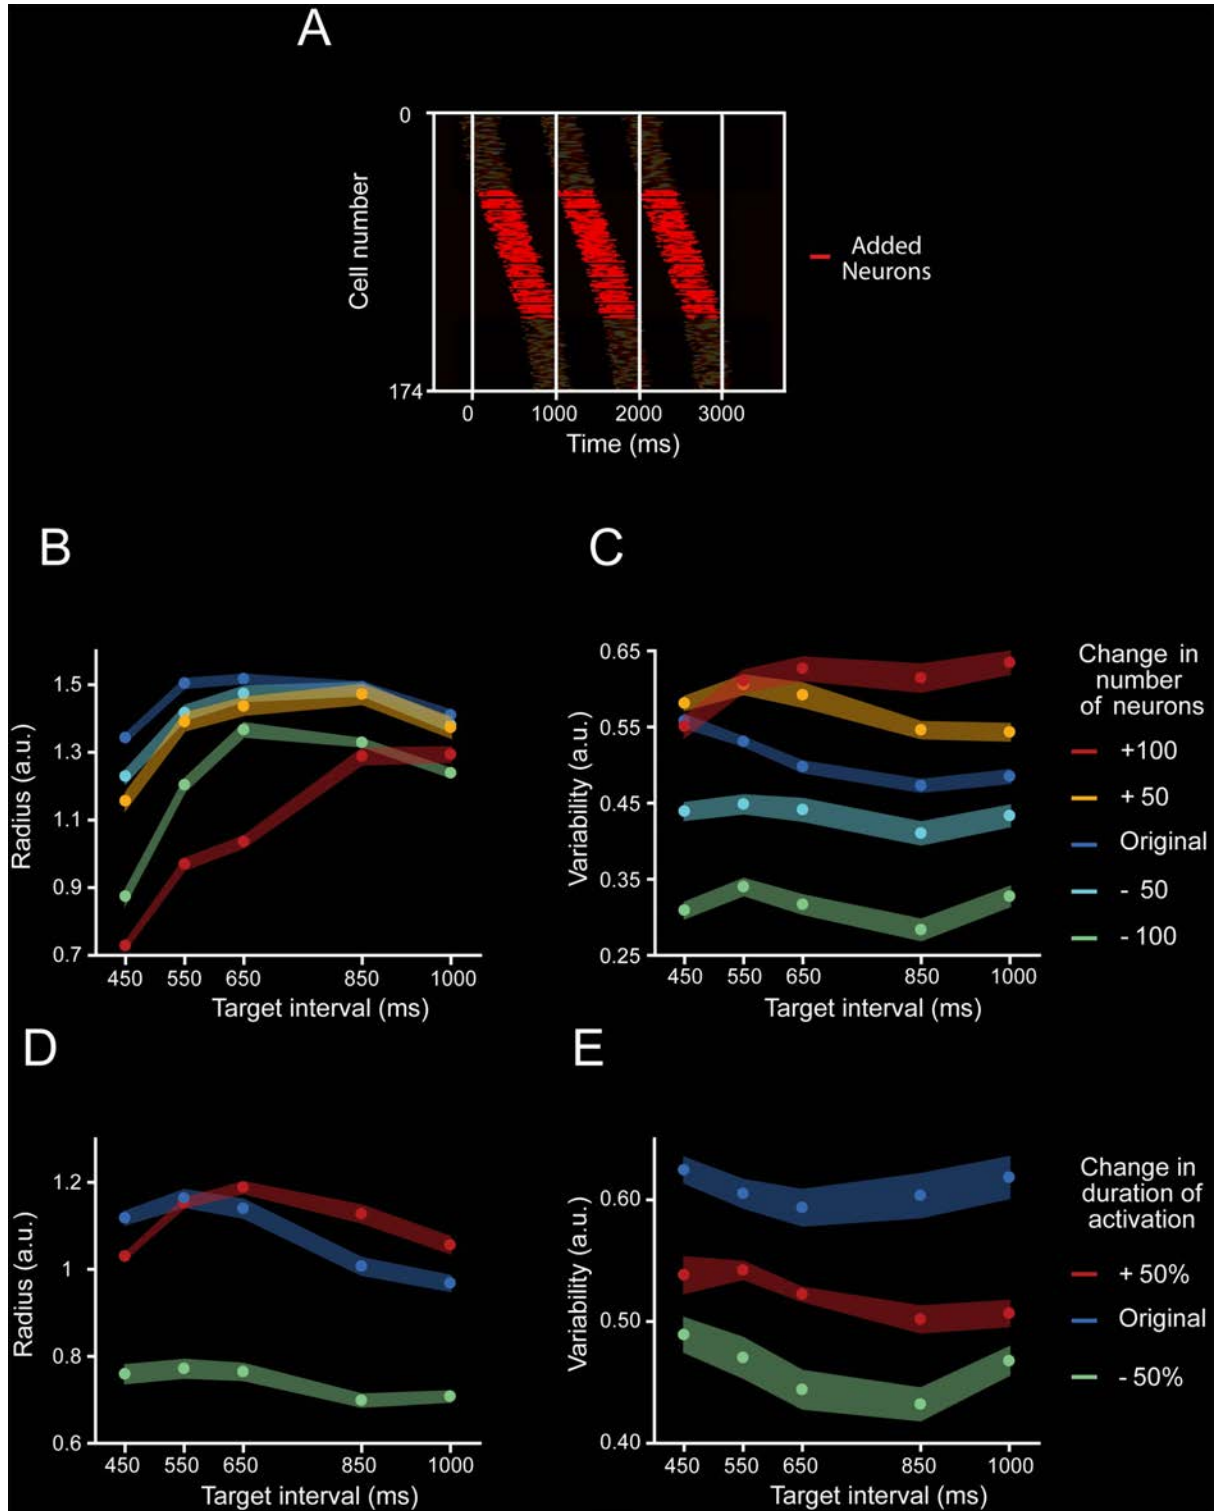 A
0
Cell number
174
0 1000 2000 3000
Time (ms)
Added
Neurons
B
1.5
1.3
1.1
0.9
0.7
Radius (a.u.)
450 550 650 850 1000
Target interval (ms)
C
0.65
0.55
0.45
0.35
0.25
Variability (a.u.)
450 550 650 850 1000
Target interval (ms)
Change in
number
of neurons
+100
+ 50
Original
- 50
- 100
D
1.2
1
0.8
0.6
Radius (a.u.)
450 550 650 850 1000
Target interval (ms)
E
0.60
0.50
0.40
Variability (a.u.)
450 550 650 850 1000
Target interval (ms)
Change in
duration of
activation
+ 50%
Original
- 50%